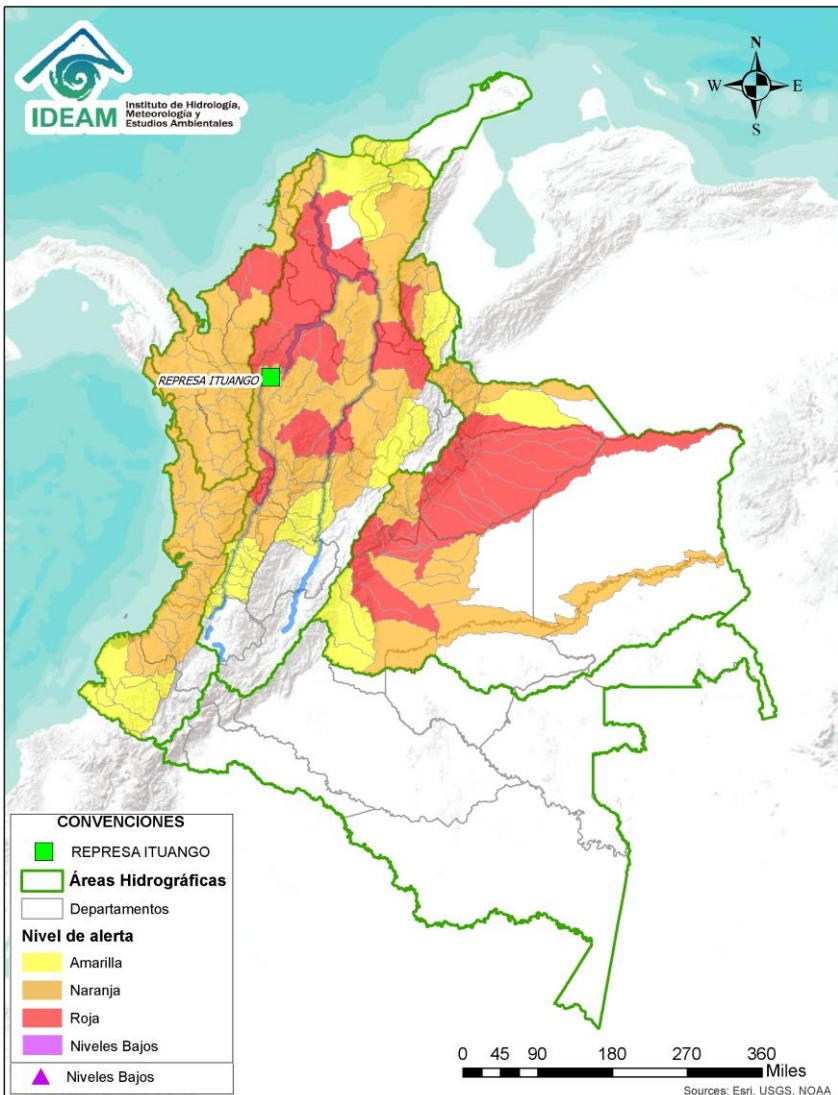 IDEAM
Instituto de Hidrología,
Meteorología y
Estudios Ambientales
N
W
E
S
REPRESA ITUANGO
CONVENCIONES
REPRESA ITUANGO
Áreas Hidrográficas
Departamentos
Nivel de alerta
Amarilla
Naranja
Roja
Niveles Bajos
Niveles Bajos
0 45 90 180 270 360
Miles
Sources: Esri, USGS, NOAA